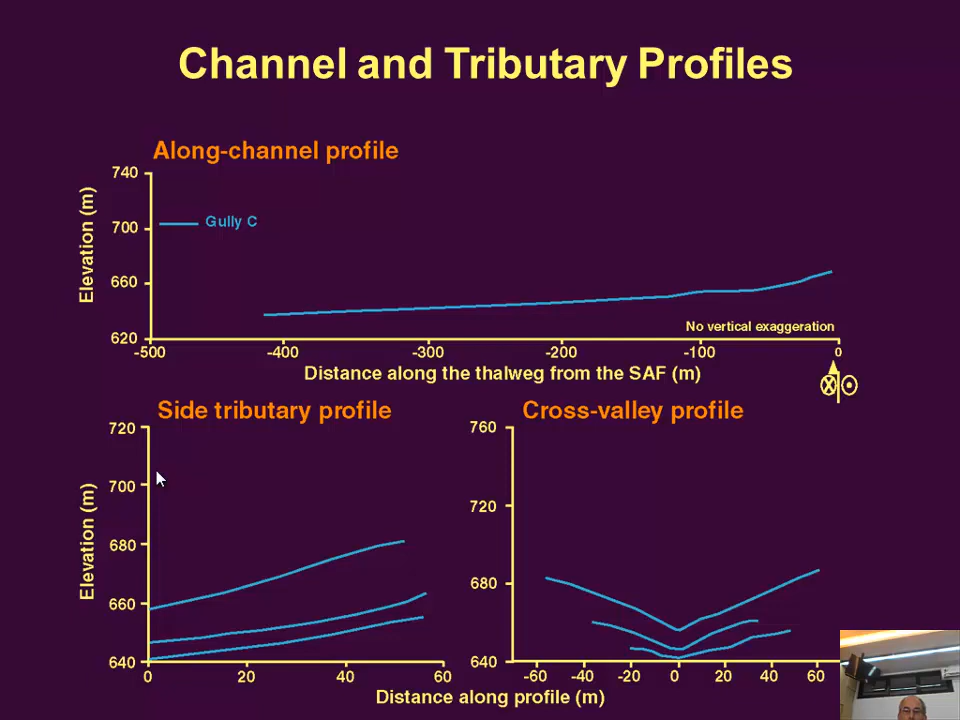 Channel and Tributary Profiles
Along-channel profile
Elevation (m)
740
700
660
620
Gully C
No vertical exaggeration
-500 -400 -300 -200 -100 0
Distance along the thalweg from the SAF (m)
Side tributary profile
Elevation (m)
720
700
680
660
640
0 20 40 60
Cross-valley profile
760
720
680
640
-60 -40 -20 0 20 40 60
Distance along profile (m)